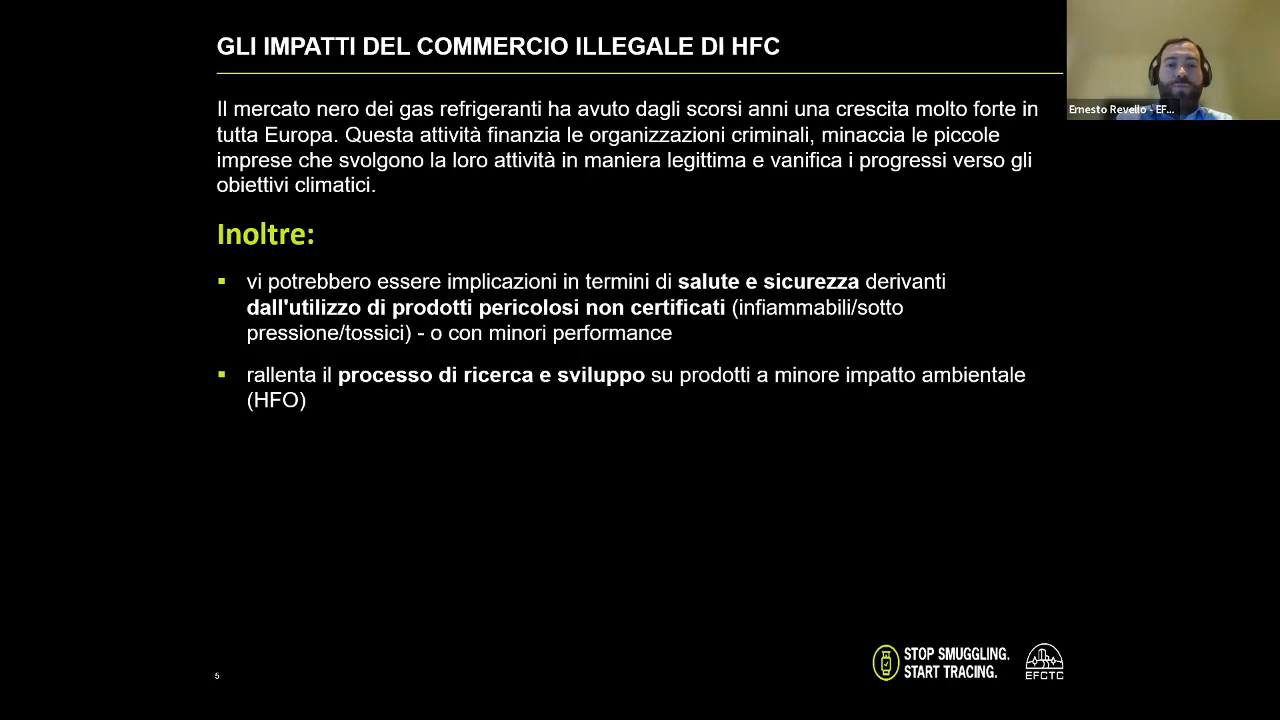 GLI IMPATTI DEL COMMERCIO ILLEGALE DI HFC
Ernesto Revello - EF...
Il mercato nero dei gas refrigeranti ha avuto dagli scorsi anni una crescita molto forte in
tutta Europa. Questa attività finanzia le organizzazioni criminali, minaccia le piccole
imprese che svolgono la loro attività in maniera legittima e vanifica i progressi verso gli
obiettivi climatici.
Inoltre:
▪ vi potrebbero essere implicazioni in termini di salute e sicurezza derivanti
dall'utilizzo di prodotti pericolosi non certificati (infiammabili/sotto
pressione/tossici) - o con minori performance
▪ rallenta il processo di ricerca e sviluppo su prodotti a minore impatto ambientale
(HFO)
5
STOP SMUGGLING.
START TRACING.
EFCTC